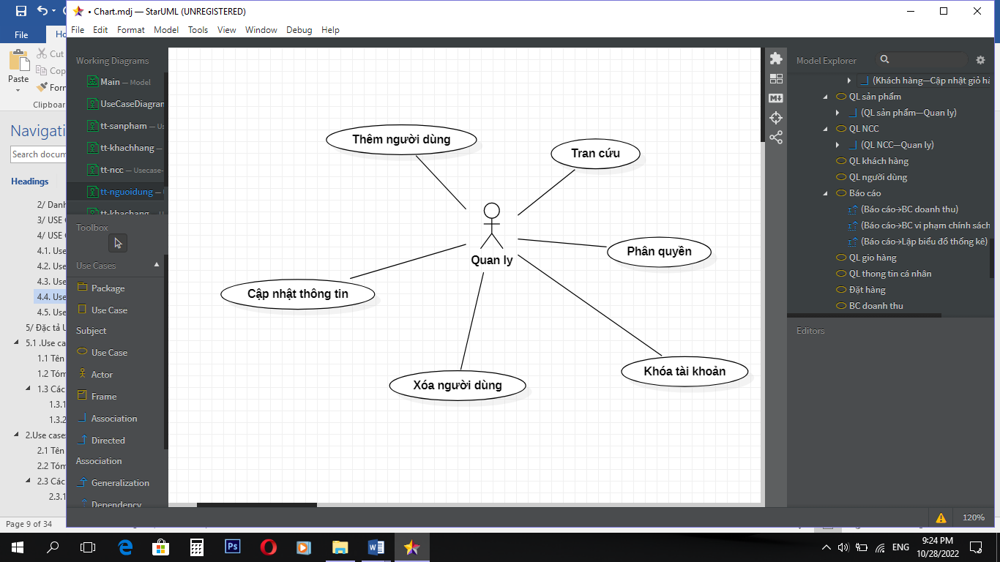 • Chart.mdj — StarUML (UNREGISTERED)
File
File Edit Format Model Tools View Window Debug Help
Paste
Cut
Clipboar
Navigati
Search docum
Headings
2/ Danh
3/ USE
4/ USE
4.1. Use
4.2. Use
4.3. Use
4.4. Use
4.5. Use
5/ Đặc tả
5.1 .Use ca
1.1 Tên
1.2 Tóm
1.3 Các
1.3.1
1.3.2
2.Use case
2.1 Tên
2.2 Tóm
2.3 Các
2.3.1
Page 9 of 34
Working Diagrams
Main — Model
UseCaseDiagram
tt-sanpham — Us
tt-khachhang —
tt-ncc — Usecase-
tt-nguoidung —
tt-khachang
Toolbox
Use Cases
Package
Use Case
Subject
Use Case
Actor
Frame
Association
Directed
Association
Generalization
Dependency
Thêm người dùng
Tran cứu
Quan ly
Phân quyền
Cập nhật thông tin
Xóa người dùng
Khóa tài khoản
Model Explorer
(Khách hàng—Cập nhật giỏ hà
QL sản phẩm
(QL sản phẩm—Quan ly)
QL NCC
(QL NCC—Quan ly)
QL khách hàng
QL người dùng
Báo cáo
(Báo cáo→BC doanh thu)
(Báo cáo→BC vi phạm chính sách
(Báo cáo→Lập biểu đồ thống kê)
QL gio hàng
QL thong tin cá nhân
Đặt hàng
BC doanh thu
Editors
120%
Ps
ENG
9:24 PM
10/28/2022